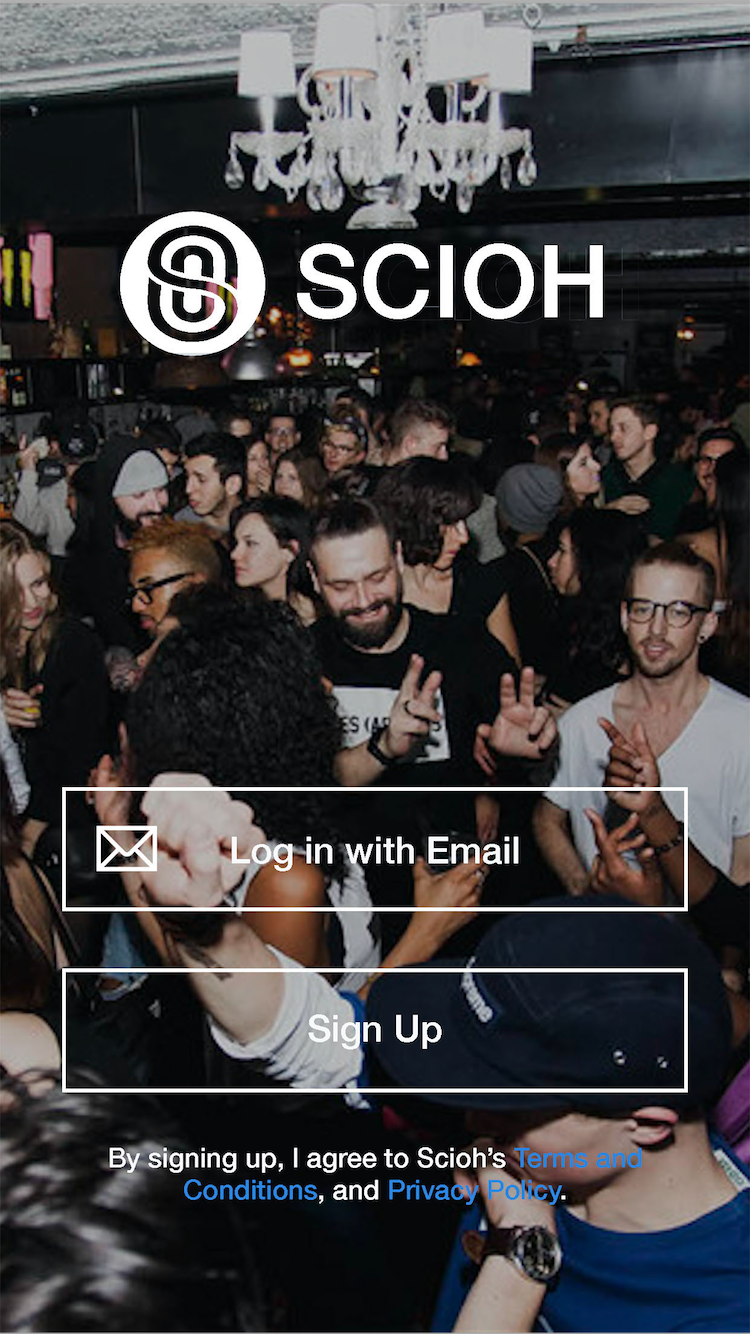 SCIOH
Log in with Email
Sign Up
By signing up, I agree to Scioh’s Terms and
Conditions, and Privacy Policy.